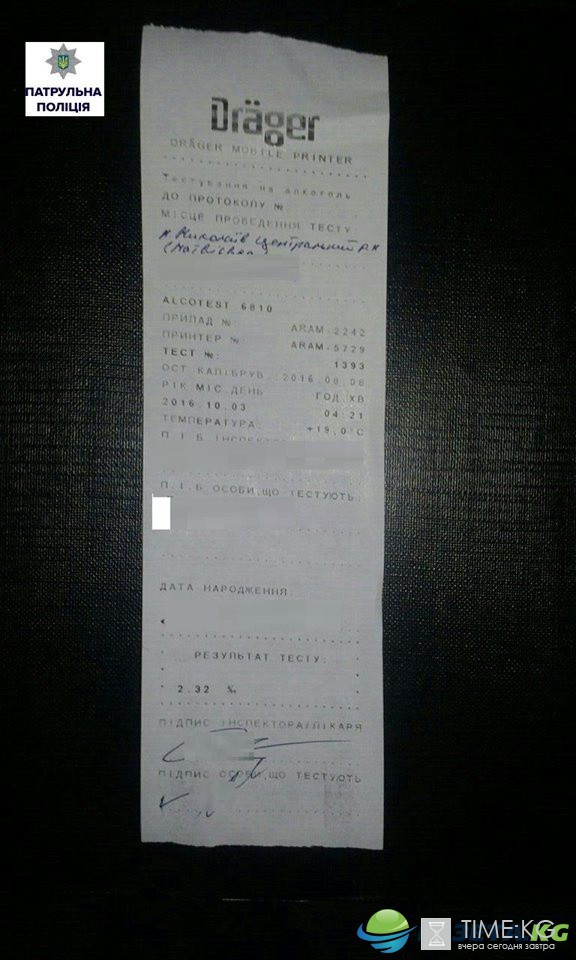 ПАТРУЛЬНА
ПОЛІЦІЯ
Dräger
DRÄGER MOBILE PRINTER
Тестування на алкоголь
ДО ПРОТОКОЛУ №:
МІСЦЕ ПРОВЕДЕННЯ ТЕСТУ
м. Миколаїв Центральний р-н
ALCOTEST 6810
ПРИЛАД № ARAM-2242
ПРИНТЕР № ARAM-5729
ТЕСТ №: 1393
ОСТ.КАЛІБРУВ. 2016.08.08
РІК.МІС.ДЕНЬ ГОД:ХВ
2016.10.03 04:21
ТЕМПЕРАТУРА: +19,0°C
П.І.Б.ІНСПЕКТО
П.І.Б ОСОБИ,ЩО ТЕСТУЮТЬ:
ДАТА НАРОДЖЕННЯ:
РЕЗУЛЬТАТ ТЕСТУ:
2.32 ‰
ПІДПИС ІНСПЕКТОРА/ЛІКАРЯ
ПІДПИС ОСОБИ,ЩО ТЕСТУЮТЬ
KG
TIME.KG
вчера сегодня завтра